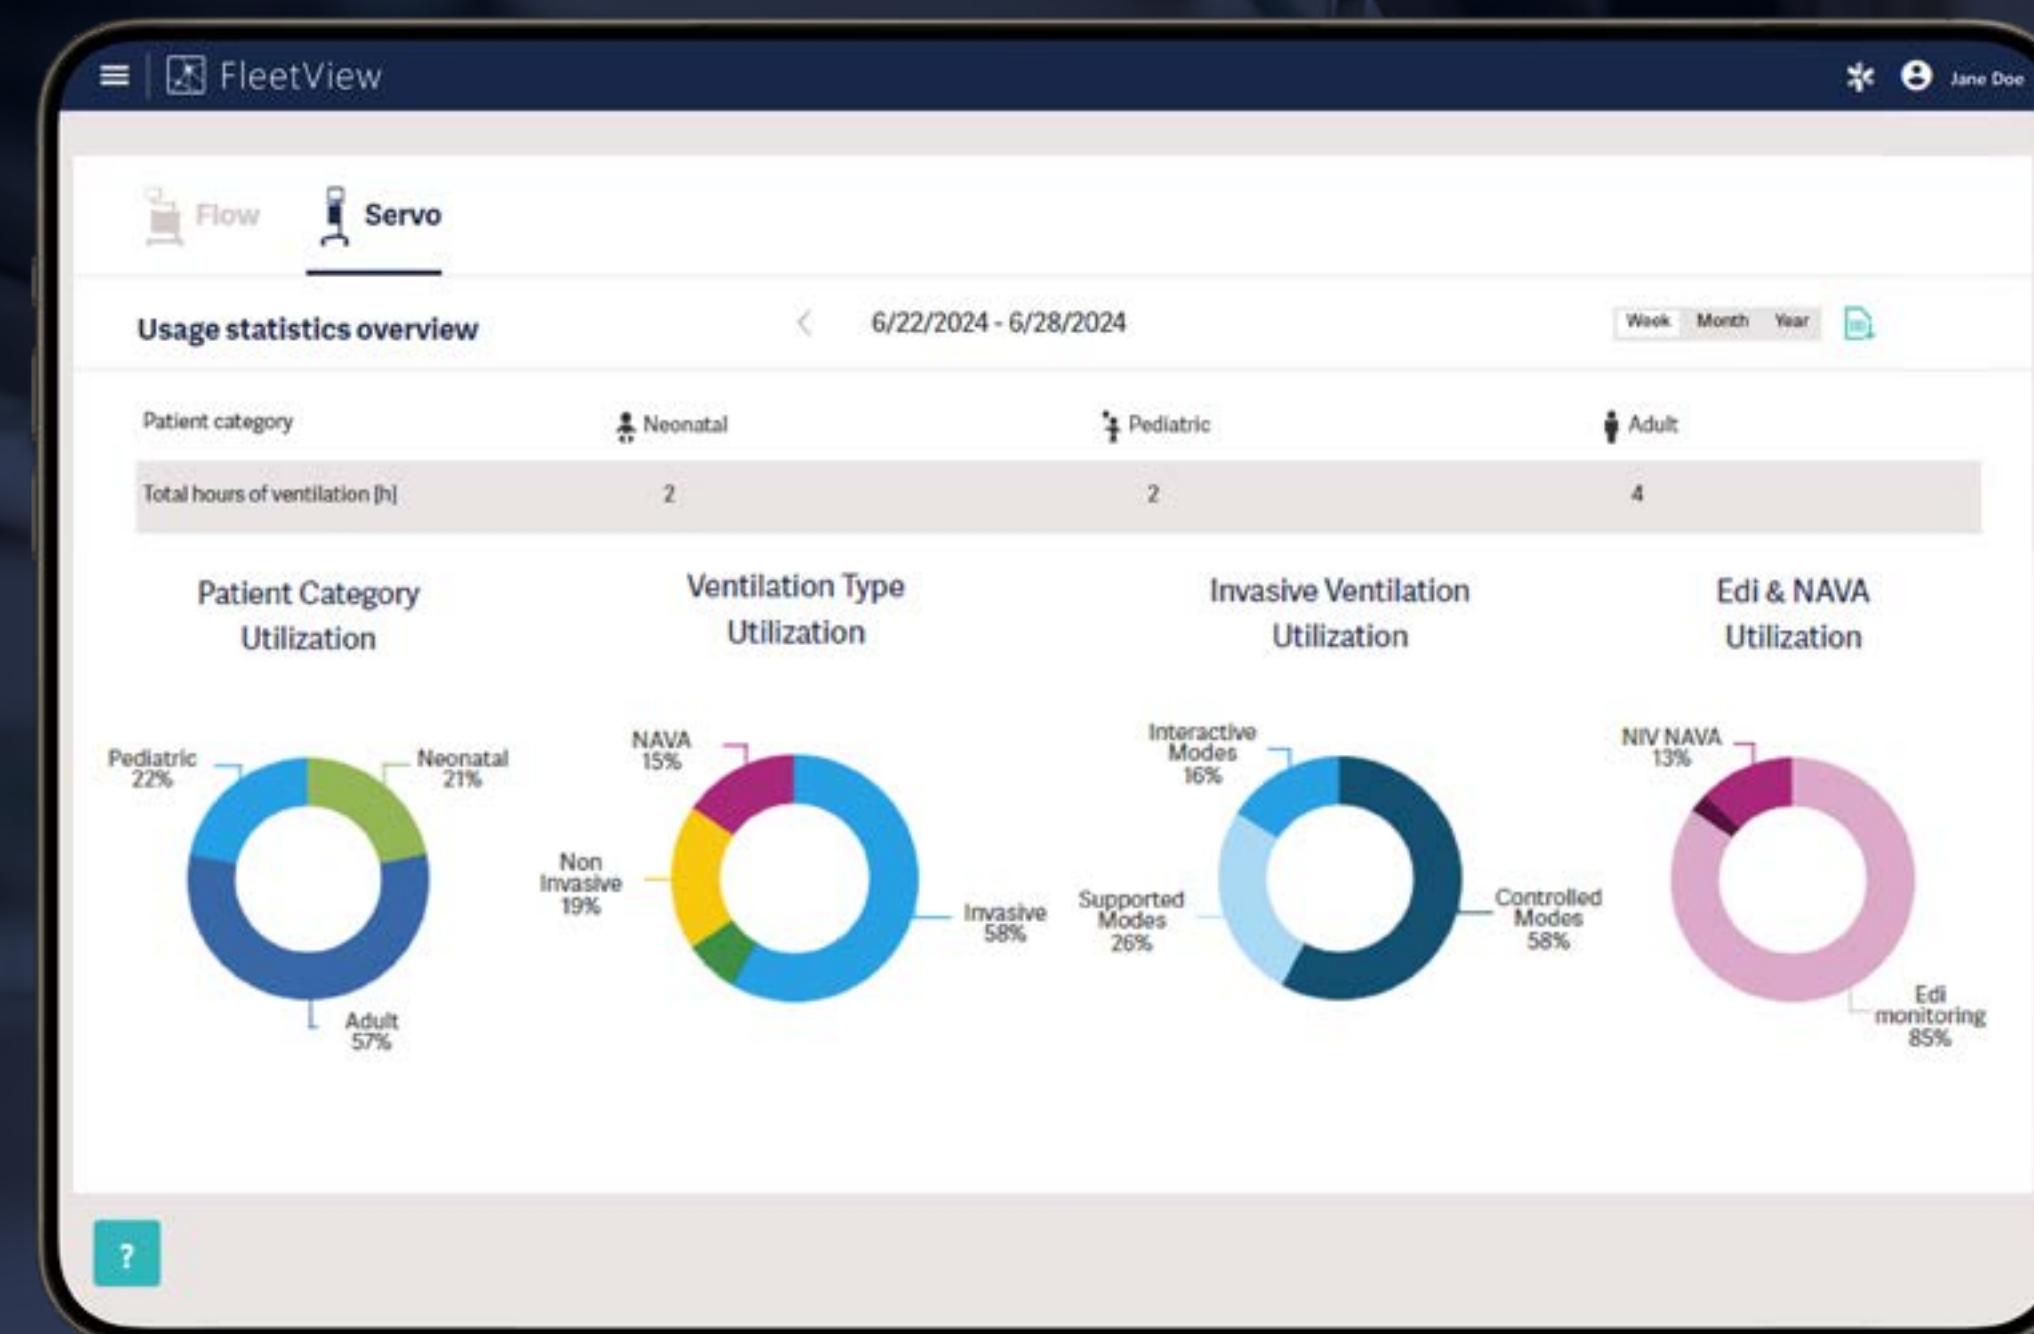 FleetView
Jane Doe
Flow
Servo
Usage statistics overview
6/22/2024 - 6/28/2024
Week Month Year
Patient category Neonatal Pediatric Adult
Total hours of ventilation [h] 2 2 4
Patient Category
Utilization
Pediatric
22%
Neonatal
21%
Adult
57%
Ventilation Type
Utilization
NAVA
15%
Non
Invasive
19%
Invasive
58%
Invasive Ventilation
Utilization
Interactive
Modes
16%
Supported
Modes
26%
Controlled
Modes
58%
Edi & NAVA
Utilization
NIV NAVA
13%
Edi
monitoring
85%
?